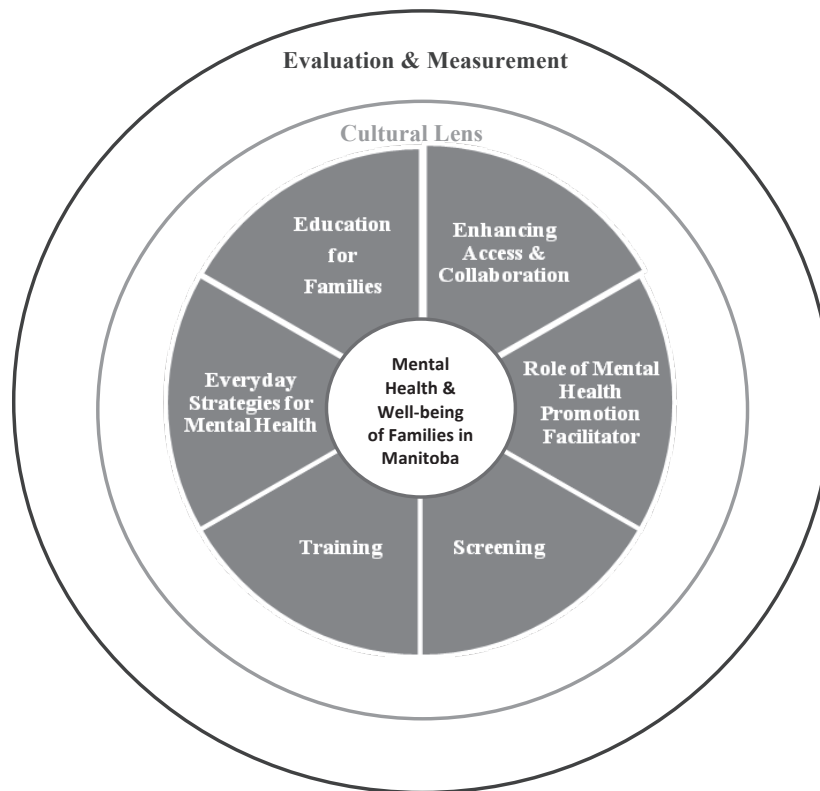 Evaluation & Measurement
Cultural Lens
Education
for
Families
Enhancing
Access &
Collaboration
Everyday
Strategies for
Mental Health
Mental
Health &
Well-being
of Families in
Manitoba
Role of Mental
Health
Promotion
Facilitator
Training
Screening